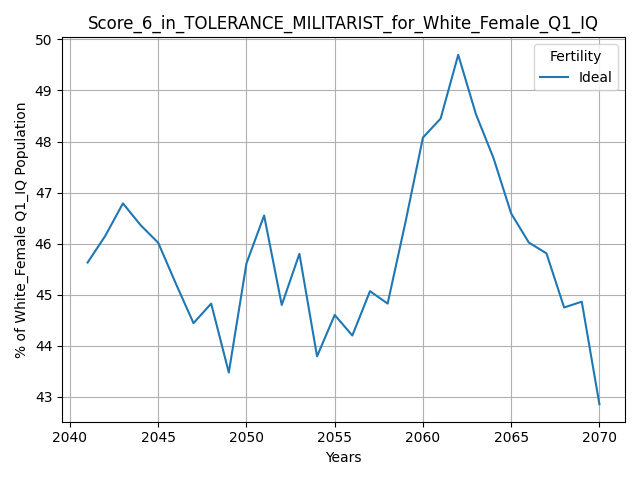 Score_6_in_TOLERANCE_MILITARIST_for_White_Female_Q1_IQ
% of White_Female Q1_IQ Population
50
49
48
47
46
45
44
43
Fertility
Ideal
2040 2045 2050 2055 2060 2065 2070
Years